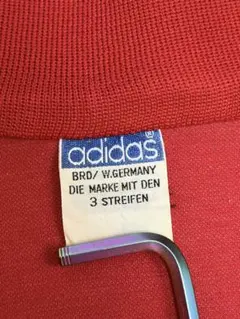 adidas®
BRD/ W.GERMANY
DIE MARKE MIT DEN
3 STREIFEN